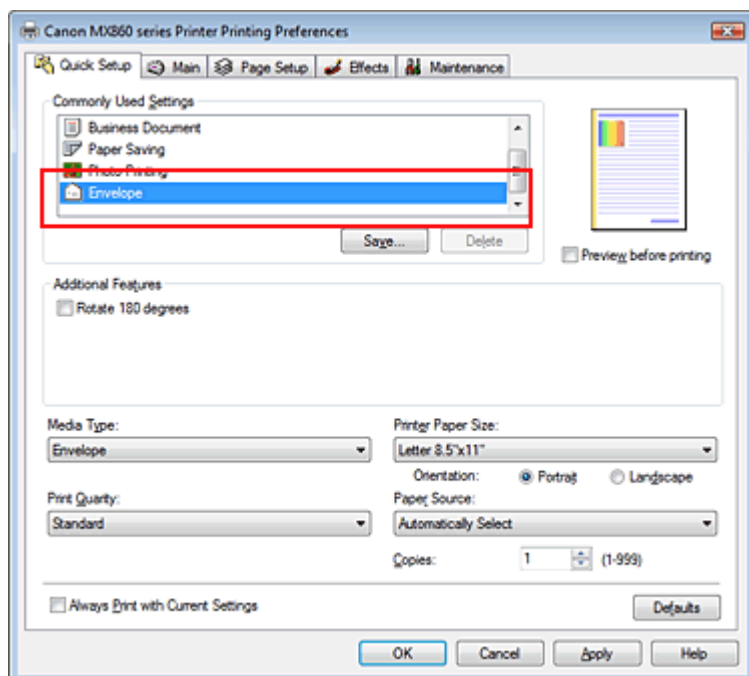 Canon MX860 series Printer Printing Preferences
Quick Setup Main Page Setup Effects Maintenance
Commonly Used Settings
Business Document
Paper Saving
Photo Printing
Envelope
Save... Delete
Preview before printing
Additional Features
Rotate 180 degrees
Media Type: Printer Paper Size:
Envelope Letter 8.5"x11"
Orientation: Portrait Landscape
Print Quality: Paper Source:
Standard Automatically Select
Copies: 1 (1-999)
Always Print with Current Settings Defaults
OK Cancel Apply Help